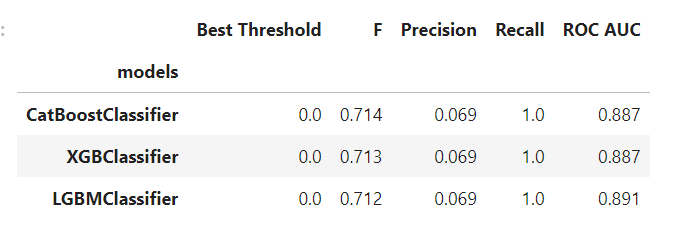 :
Best Threshold F Precision Recall ROC AUC
models
CatBoostClassifier 0.0 0.714 0.069 1.0 0.887
XGBClassifier 0.0 0.713 0.069 1.0 0.887
LGBMClassifier 0.0 0.712 0.069 1.0 0.891